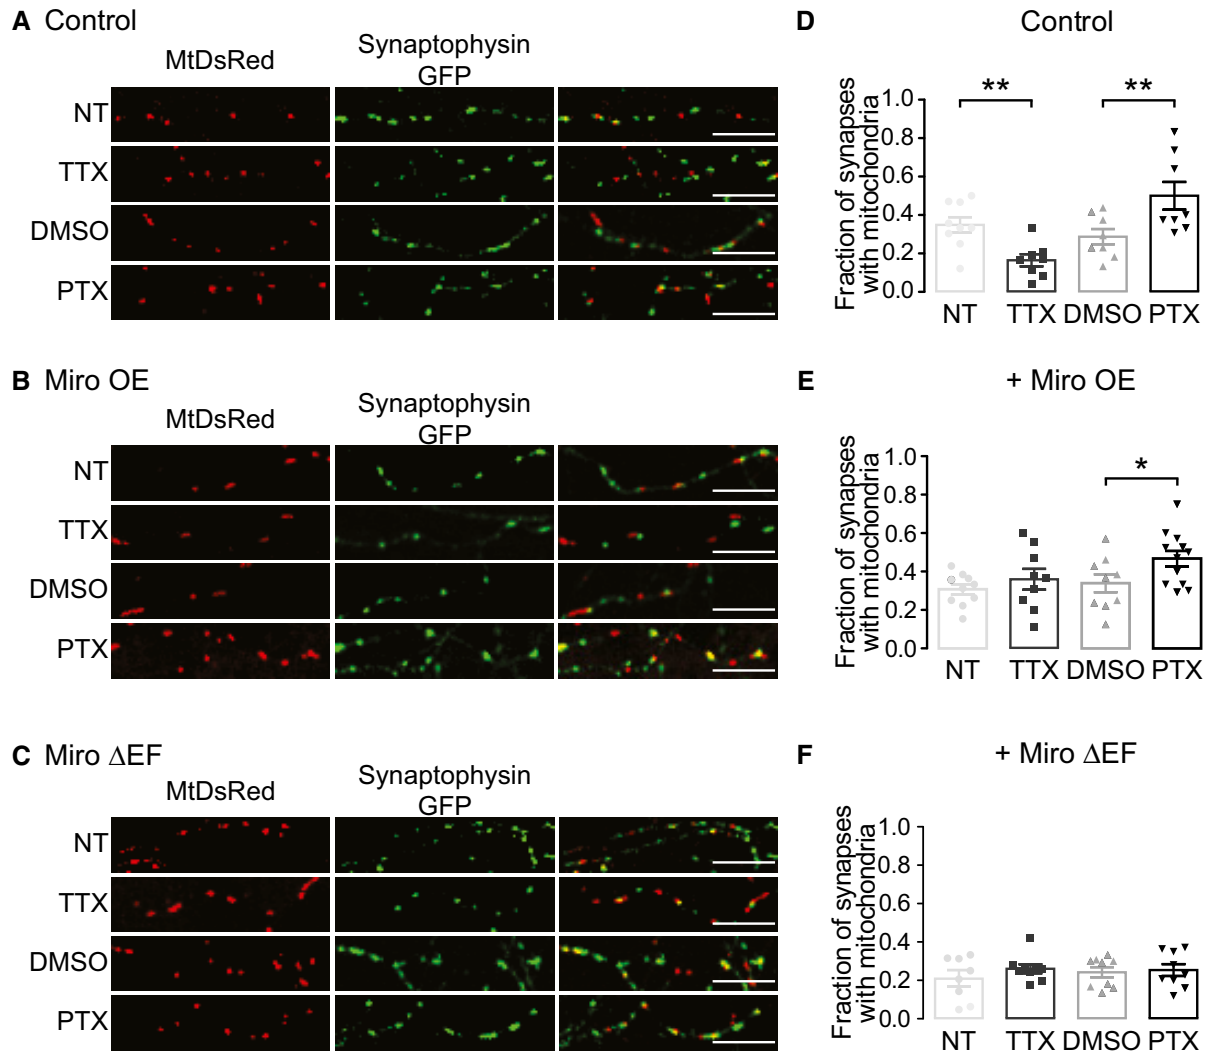 A Control
MtDsRed
Synaptophysin
GFP
NT
TTX
DMSO
PTX
B Miro OE
MtDsRed
Synaptophysin
GFP
NT
TTX
DMSO
PTX
C Miro ΔEF
MtDsRed
Synaptophysin
GFP
NT
TTX
DMSO
PTX
D Control
Fraction of synapses
with mitochondria
1.0
0.8
0.6
0.4
0.2
0.0
**
**
NT TTX DMSO PTX
E + Miro OE
Fraction of synapses
with mitochondria
1.0
0.8
0.6
0.4
0.2
0.0
*
NT TTX DMSO PTX
F + Miro ΔEF
Fraction of synapses
with mitochondria
1.0
0.8
0.6
0.4
0.2
0.0
NT TTX DMSO PTX